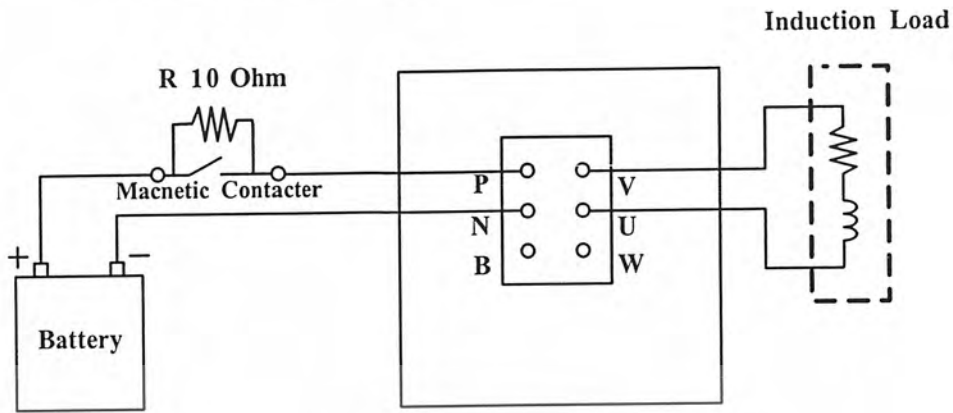 Induction Load
R 10 Ohm
Macnetic Contacter
P
V
N
U
B
W
+
−
Battery